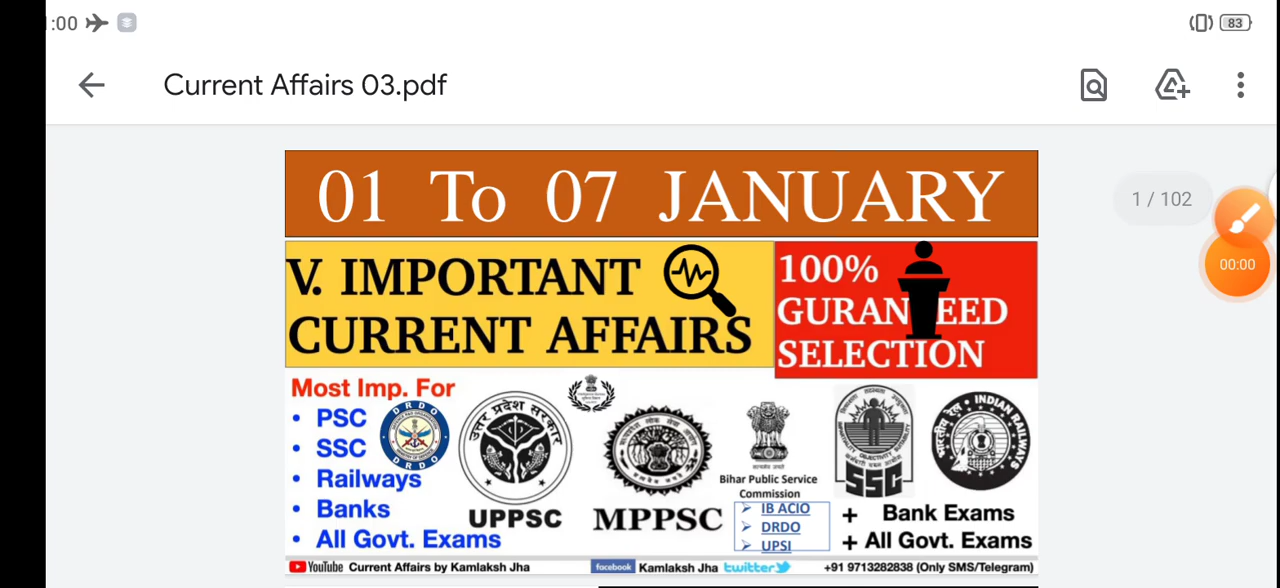 :00
83
Current Affairs 03.pdf
01 To 07 JANUARY
1 / 102
00:00
V. IMPORTANT
CURRENT AFFAIRS
100%
GURAN EED
SELECTION
Most Imp. For
• PSC
• SSC
• Railways
• Banks
• All Govt. Exams
DRDO
DRDO
उत्तर प्रदेश सरकार
UPPSC
MPPSC
Bihar Public Service
Commission
IB ACIO
DRDO
UPSI
SSC
INDIAN RAILWAYS
भारतीय रेल
+ Bank Exams
+ All Govt. Exams
YouTube Current Affairs by Kamlaksh Jha
facebook Kamlaksh Jha twitter
+91 9713282838 (Only SMS/Telegram)